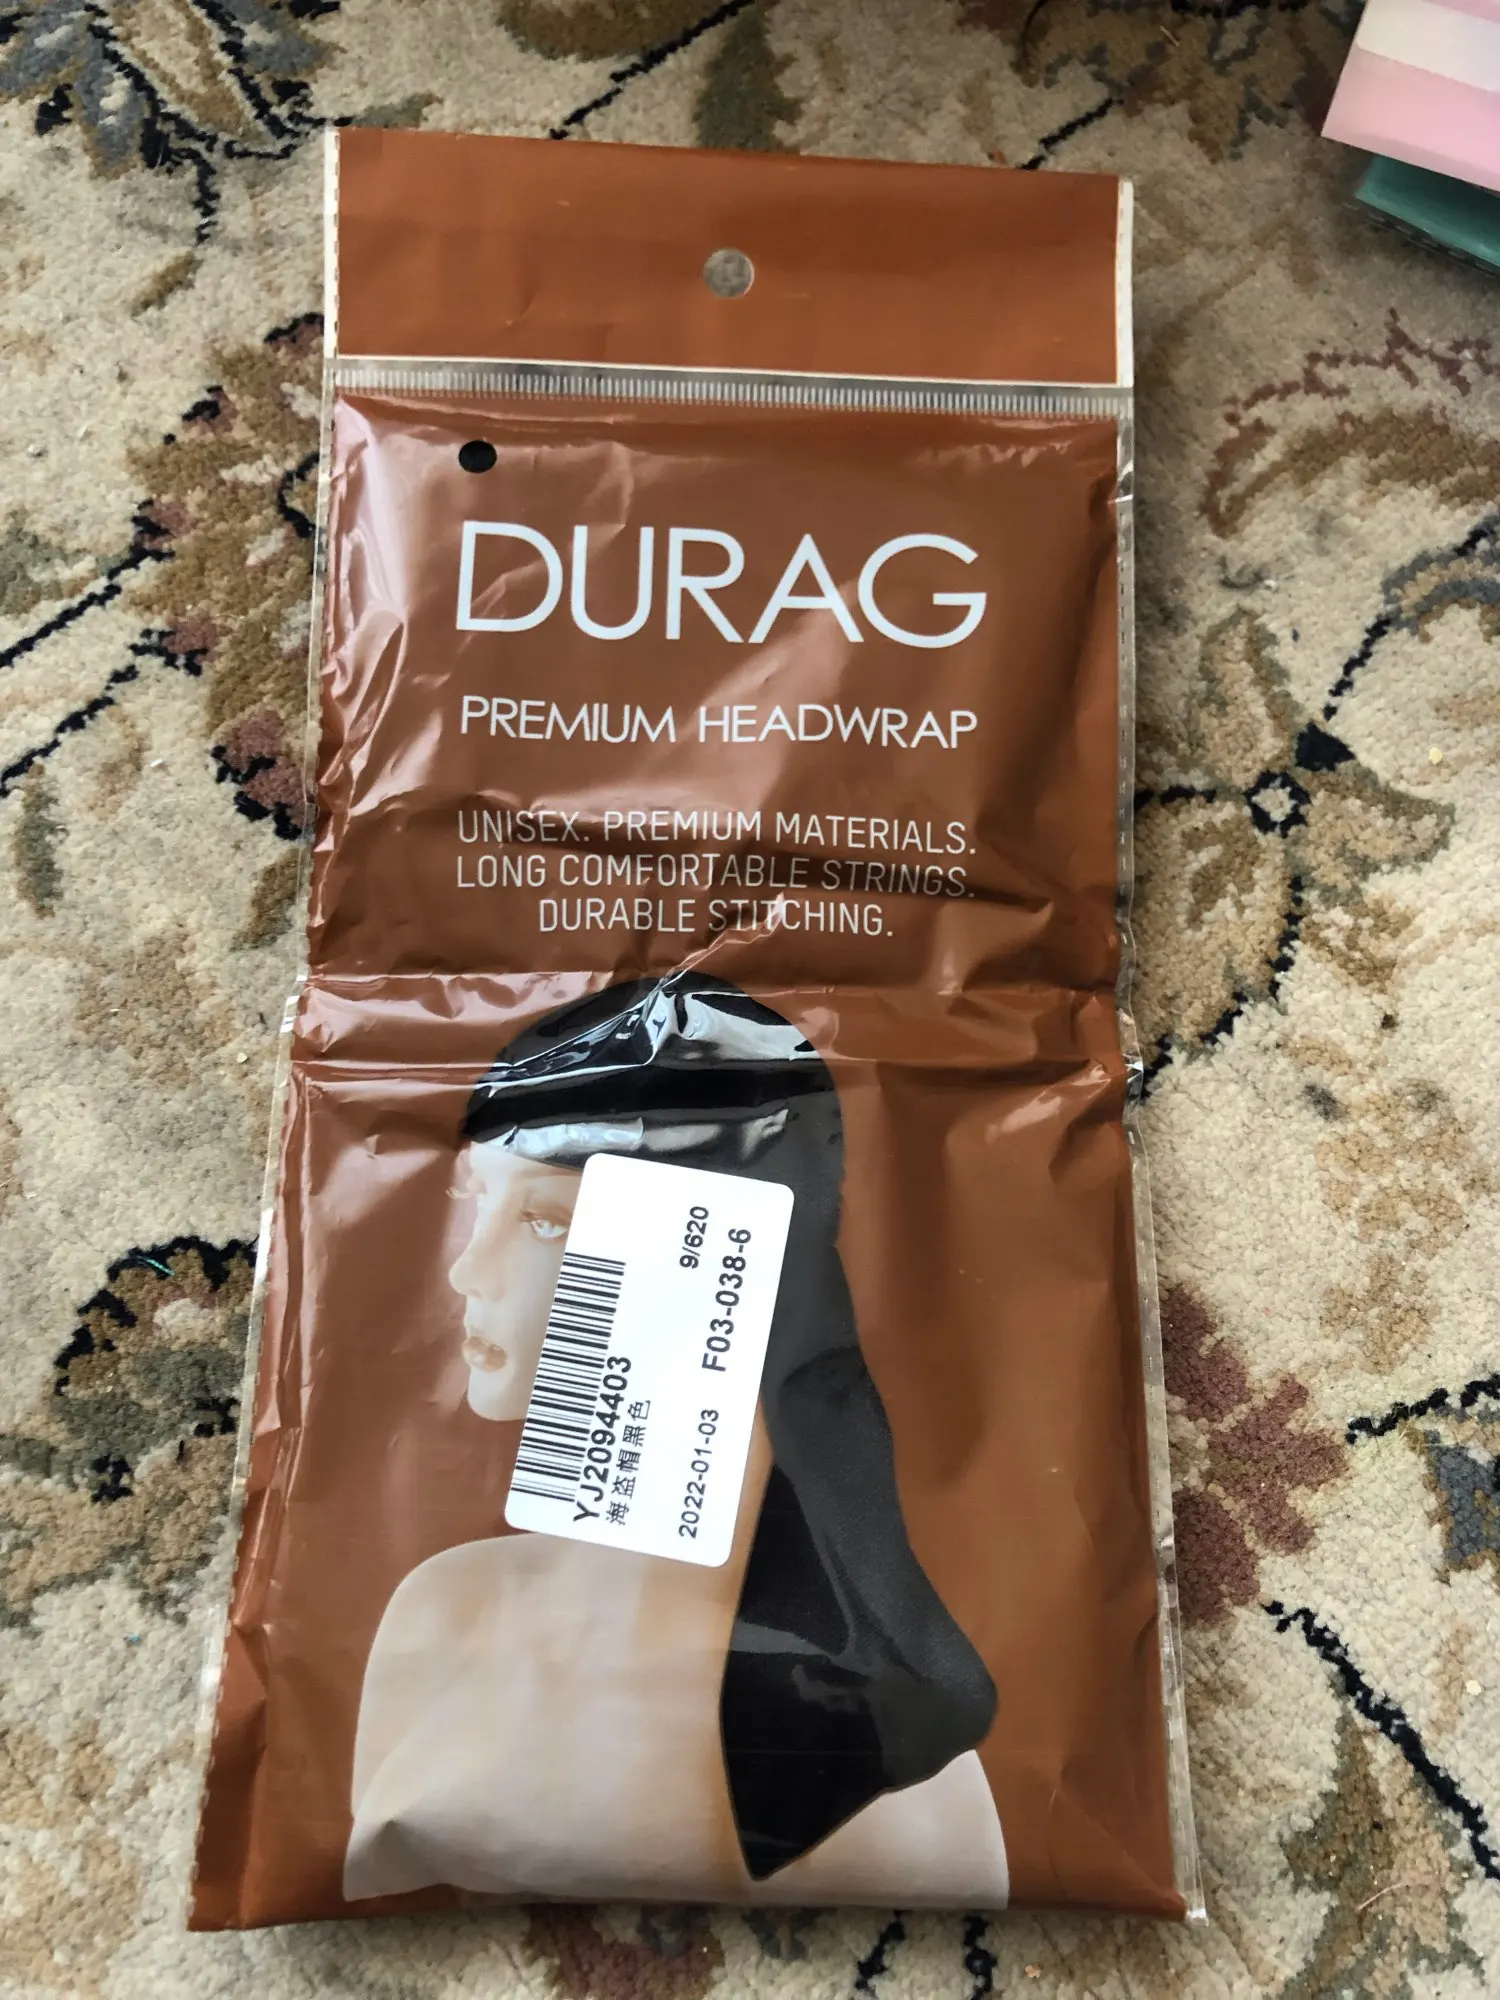 DURAG
PREMIUM HEADWRAP
UNISEX. PREMIUM MATERIALS.
LONG COMFORTABLE STRINGS.
DURABLE STITCHING.
YJ2094403
海盗帽黑色
9/620
2022-01-03 F03-038-6